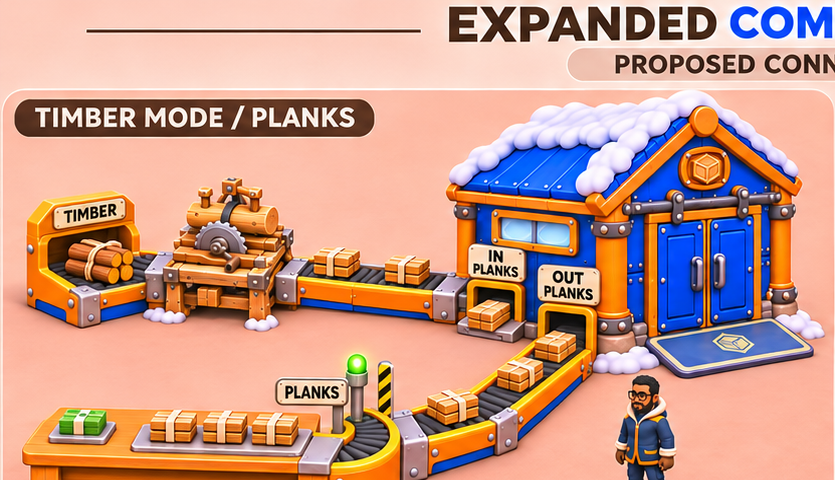 EXPANDED COM
PROPOSED CONN
TIMBER MODE / PLANKS
TIMBER
IN
PLANKS
OUT
PLANKS
PLANKS